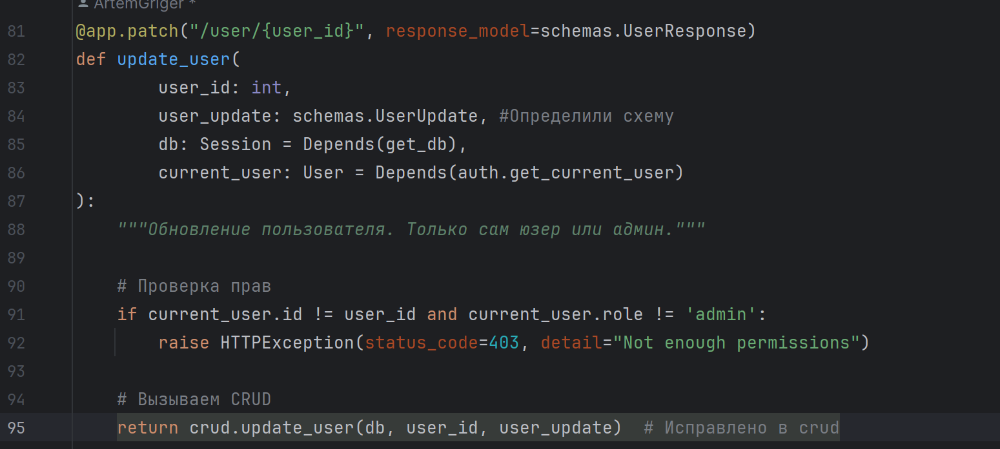 ArtemGriger *
81 @app.patch("/user/{user_id}", response_model=schemas.UserResponse)
82 def update_user(
83         user_id: int,
84         user_update: schemas.UserUpdate, #Определили схему
85         db: Session = Depends(get_db),
86         current_user: User = Depends(auth.get_current_user)
87 ):
88     """Обновление пользователя. Только сам юзер или админ."""
89
90     # Проверка прав
91     if current_user.id != user_id and current_user.role != 'admin':
92         raise HTTPException(status_code=403, detail="Not enough permissions")
93
94     # Вызываем CRUD
95     return crud.update_user(db, user_id, user_update)  # Исправлено в crud